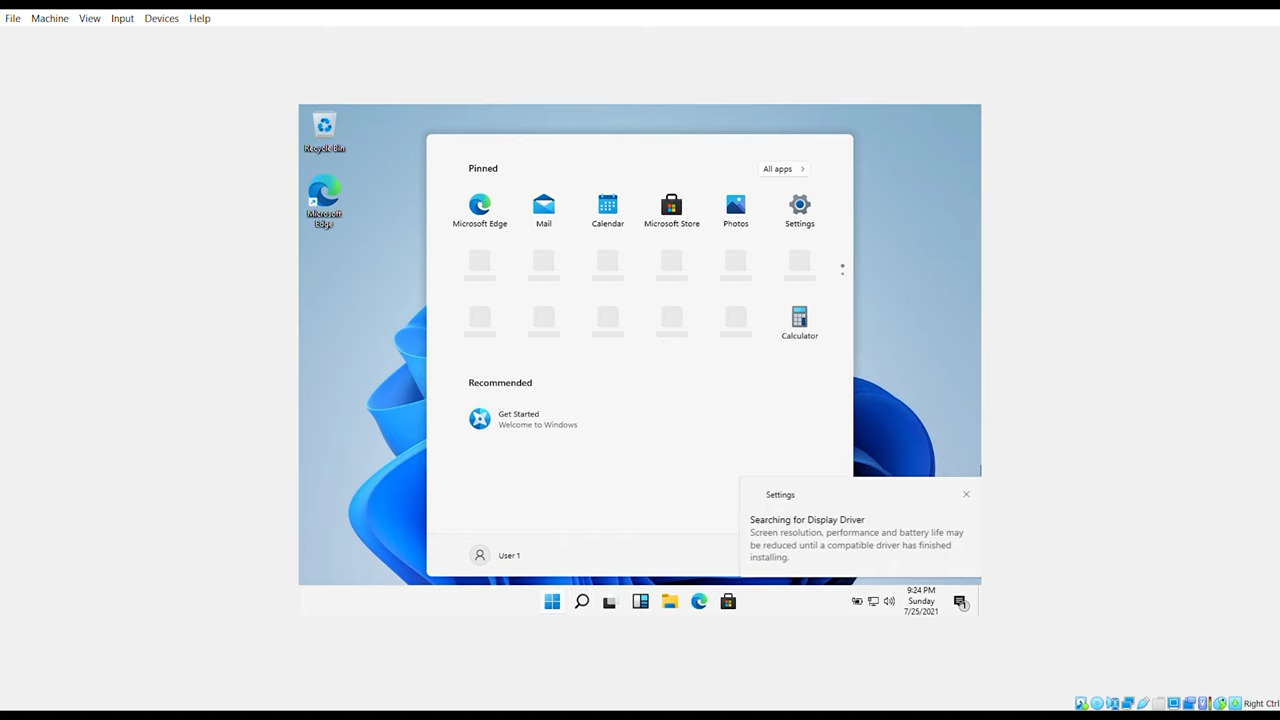 File Machine View Input Devices Help
Recycle Bin
Microsoft
Edge
Pinned
All apps
Microsoft Edge Mail Calendar Microsoft Store Photos Settings
Calculator
Recommended
Get Started
Welcome to Windows
User 1
Settings
Searching for Display Driver
Screen resolution, performance and battery life may
be reduced until a compatible driver has finished
installing.
9:24 PM
Sunday
7/25/2021
1
Right Ctrl